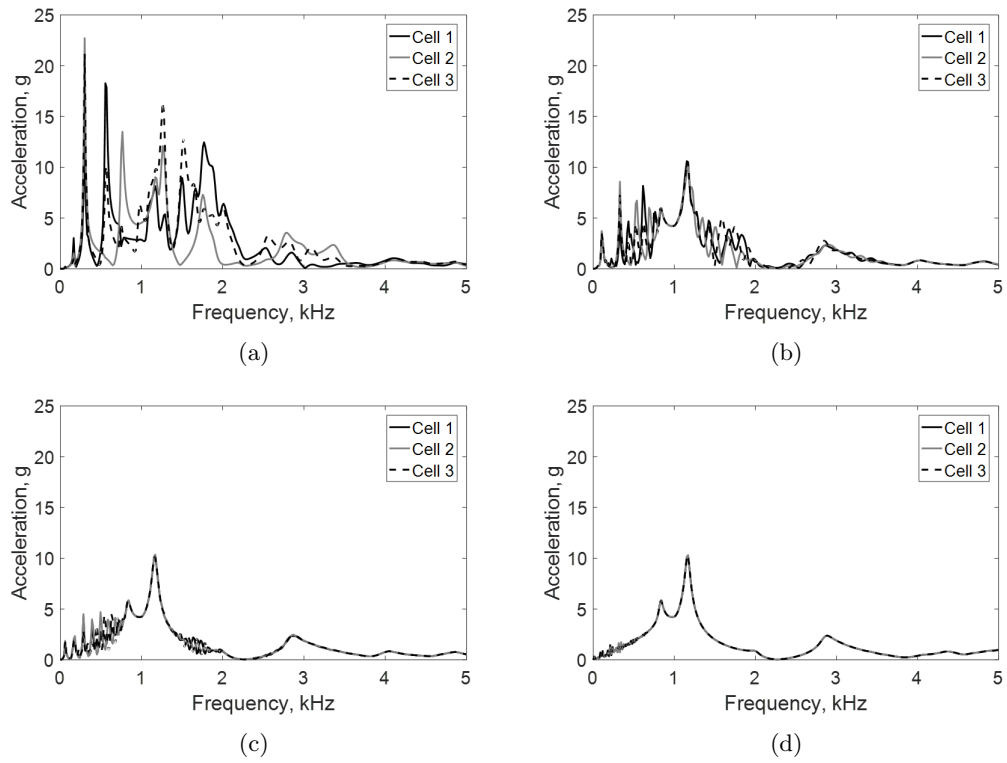 25
20
15
10
5
0
Acceleration, g
Cell 1
Cell 2
Cell 3
0 1 2 3 4 5
Frequency, kHz
(a)
25
20
15
10
5
0
Acceleration, g
Cell 1
Cell 2
Cell 3
0 1 2 3 4 5
Frequency, kHz
(b)
25
20
15
10
5
0
Acceleration, g
Cell 1
Cell 2
Cell 3
0 1 2 3 4 5
Frequency, kHz
(c)
25
20
15
10
5
0
Acceleration, g
Cell 1
Cell 2
Cell 3
0 1 2 3 4 5
Frequency, kHz
(d)